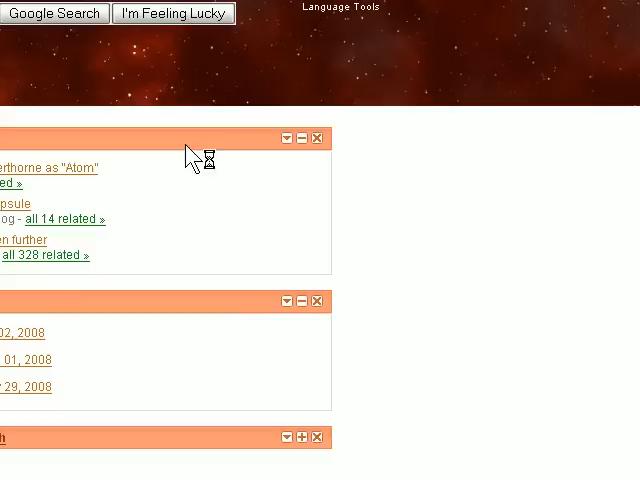 Google Search I'm Feeling Lucky Language Tools
erthorne as "Atom"
ed »
psule
og - all 14 related »
en further
all 328 related »
02, 2008
01, 2008
29, 2008
h